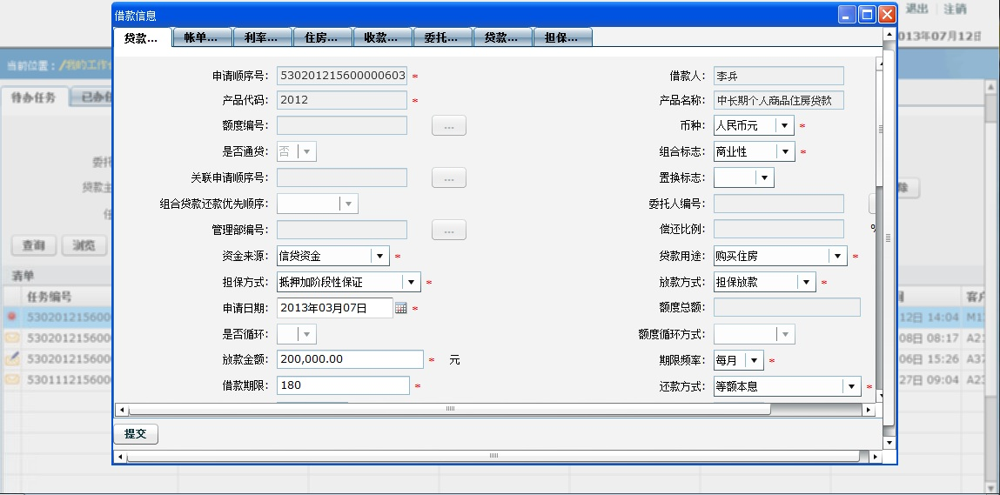 借款信息
退出 | 注销
013年07月12日
当前位置：/我的工作
待办任务 已办任
贷款... 帐单... 利率... 住房... 收款... 委托... 贷款... 担保...
申请顺序号： 530201215600000603 * 借款人： 李兵
产品代码： 2012 * 产品名称： 中长期个人商品住房贷款
额度编号： ... 币种： 人民币元 *
是否通贷： 否 组合标志： 商业性 *
委托
关联申请顺序号： ... 置换标志：
贷款主
除
组合贷款还款优先顺序： 委托人编号：
任
管理部编号： ... 偿还比例： %
查询 浏览
资金来源： 信贷资金 * 贷款用途： 购买住房 *
清单
担保方式： 抵押加阶段性保证 * 放款方式： 担保放款 *
任务编号 客户
申请日期： 2013年03月07日 * 额度总额：
5302012156000 12日 14:04 M1
是否循环： 额度循环方式：
5302012156000 08日 08:17 A21
放款金额： 200,000.00 * 元 期限频率： 每月 *
5302012156000 06日 15:26 A37
借款期限： 180 * 还款方式： 等额本息 *
5301112156000 27日 09:04 A23
提交